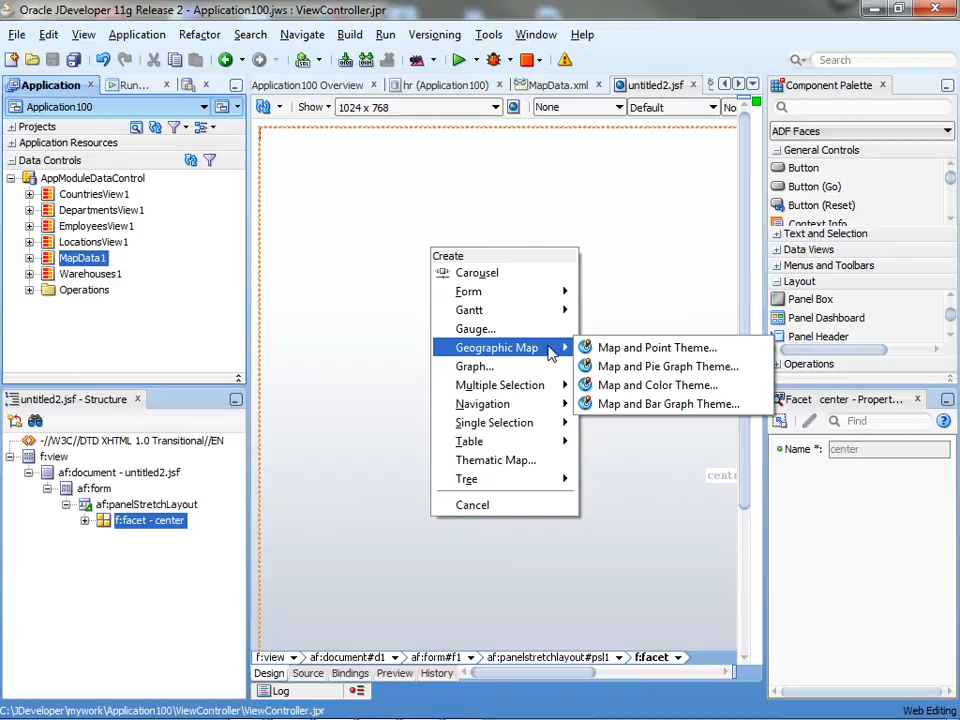 Oracle JDeveloper 11g Release 2 - Application100.jws : ViewController.jpr
File Edit View Application Refactor Search Navigate Build Run Versioning Tools Window Help
Search
Application Run... Application100 Overview hr (Application100) MapData.xml untitled2.jsf Component Palette
Application100 Show 1024 x 768 None Default No
Projects
ADF Faces
Application Resources
General Controls
Data Controls
Button
AppModuleDataControl
Button (Go)
CountriesView1
Button (Reset)
DepartmentsView1
Context Info
EmployeesView1
Text and Selection
LocationsView1
Data Views
MapData1
Menus and Toolbars
Warehouses1
Layout
Operations
Panel Box
Panel Dashboard
Panel Header
Operations
Create
Carousel
Form
Gantt
Gauge...
Geographic Map
Graph...
Multiple Selection
Navigation
Single Selection
Table
Thematic Map...
Tree
Cancel
Map and Point Theme...
Map and Pie Graph Theme...
Map and Color Theme...
Map and Bar Graph Theme...
cente
untitled2.jsf - Structure
-//W3C//DTD XHTML 1.0 Transitional//EN
f:view
af:document - untitled2.jsf
af:form
af:panelStretchLayout
f:facet - center
Facet center - Propert...
Find
Name *: center
f:view af:document#d1 af:form#f1 af:panelstretchlayout#psl1 f:facet
Design Source Bindings Preview History
Log
C:\JDeveloper\mywork\Application100\ViewController\ViewController.jpr
Web Editing